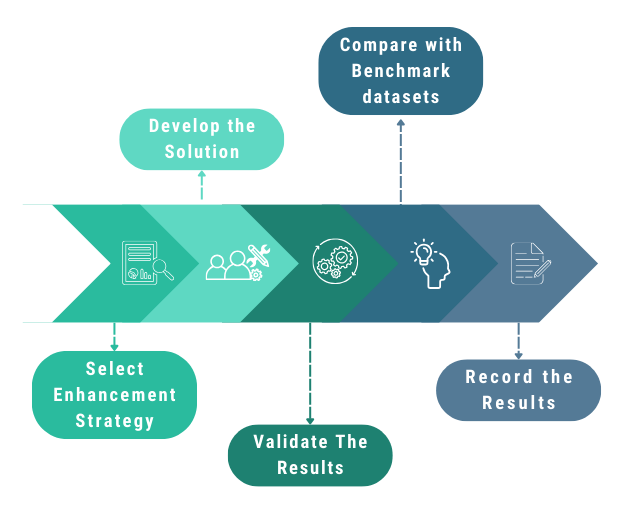 Compare with
Benchmark
datasets
Develop the
Solution
Select
Enhancement
Strategy
Validate The
Results
Record the
Results